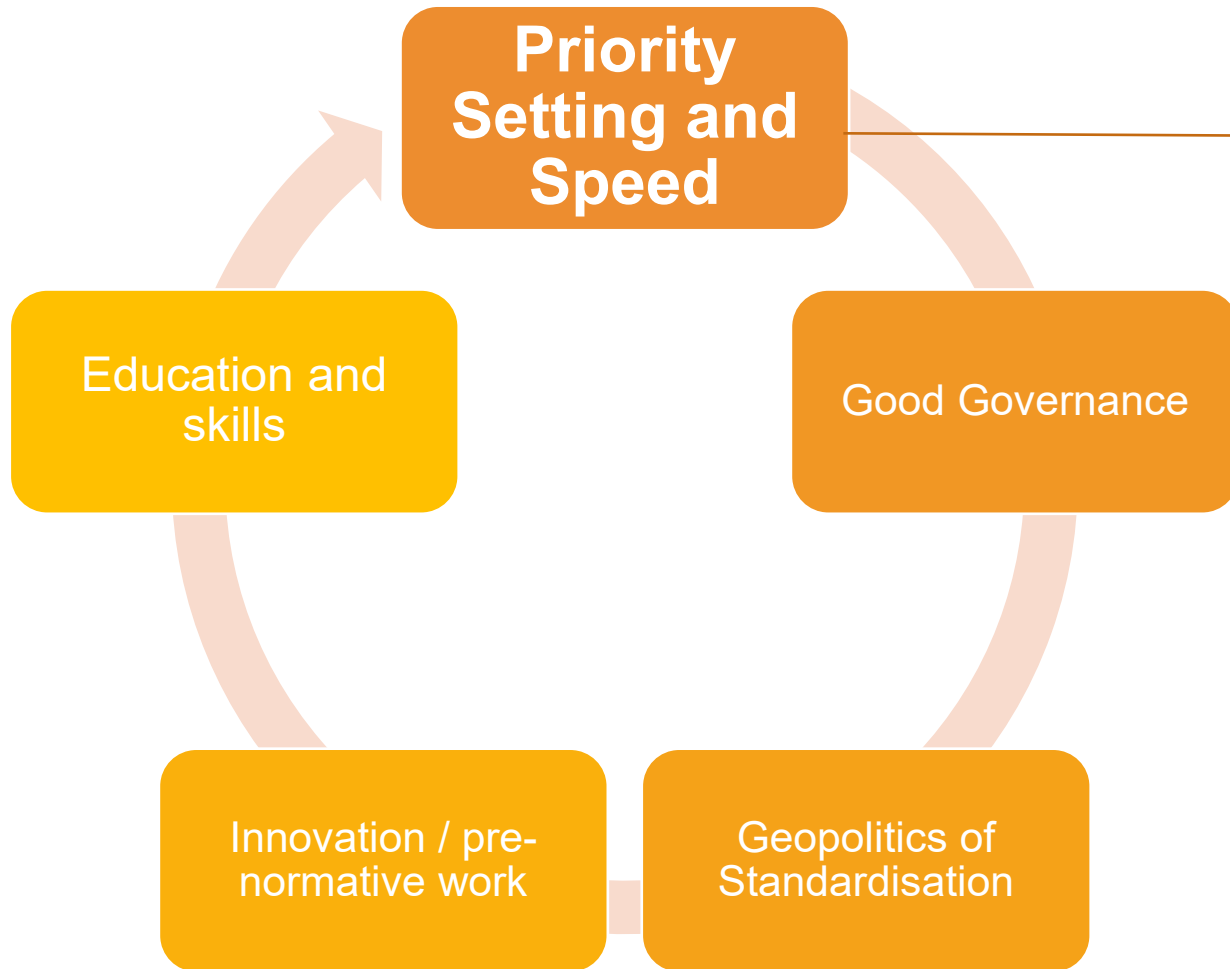 Priority
Setting and
Speed
Good Governance
Geopolitics of
Standardisation
Innovation / pre-
normative work
Education and
skills